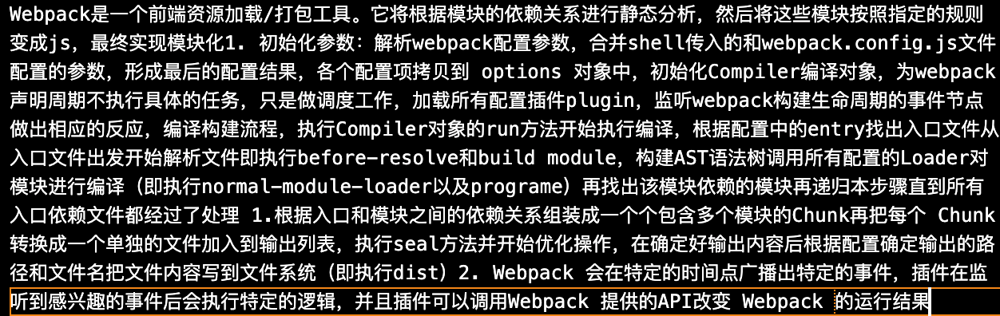 Webpack是一个前端资源加载/打包工具。它将根据模块的依赖关系进行静态分析，然后将这些模块按照指定的规则
变成js，最终实现模块化1. 初始化参数：解析webpack配置参数，合并shell传入的和webpack.config.js文件
配置的参数，形成最后的配置结果，各个配置项拷贝到 options 对象中，初始化Compiler编译对象，为webpack
声明周期不执行具体的任务，只是做调度工作，加载所有配置插件plugin，监听webpack构建生命周期的事件节点
做出相应的反应，编译构建流程，执行Compiler对象的run方法开始执行编译，根据配置中的entry找出入口文件从
入口文件出发开始解析文件即执行before-resolve和build module，构建AST语法树调用所有配置的Loader对
模块进行编译（即执行normal-module-loader以及programe）再找出该模块依赖的模块再递归本步骤直到所有
入口依赖文件都经过了处理 1.根据入口和模块之间的依赖关系组装成一个个包含多个模块的Chunk再把每个 Chunk
转换成一个单独的文件加入到输出列表，执行seal方法并开始优化操作，在确定好输出内容后根据配置确定输出的路
径和文件名把文件内容写到文件系统（即执行dist）2. Webpack 会在特定的时间点广播出特定的事件，插件在监
听到感兴趣的事件后会执行特定的逻辑，并且插件可以调用Webpack 提供的API改变 Webpack 的运行结果